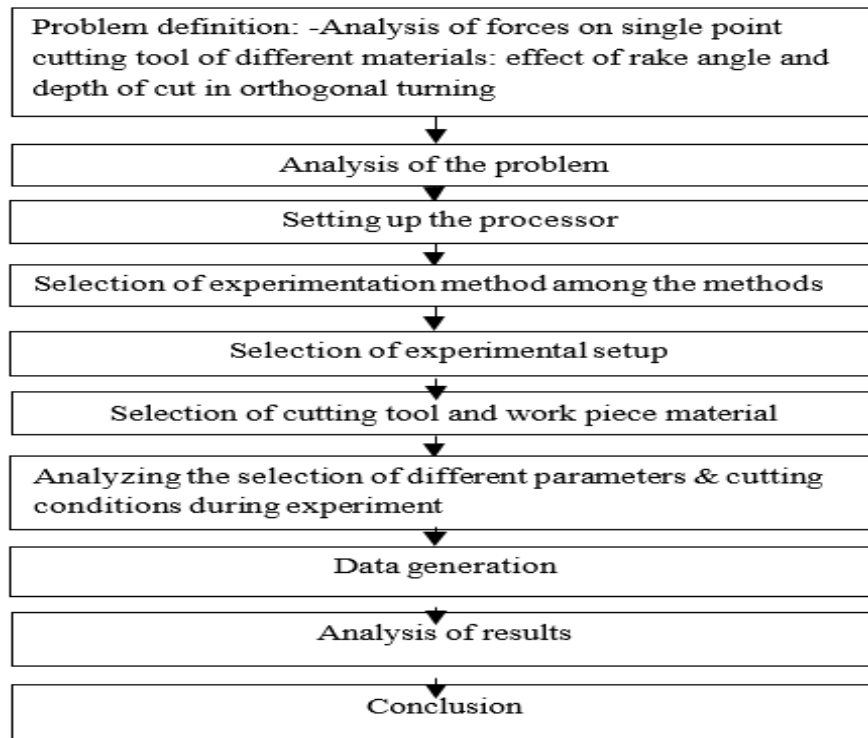 Problem definition: -Analysis of forces on single point
cutting tool of different materials: effect of rake angle and
depth of cut in orthogonal turning
Analysis of the problem
Setting up the processor
Selection of experimentation method among the methods
Selection of experimental setup
Selection of cutting tool and work piece material
Analyzing the selection of different parameters & cutting
conditions during experiment
Data generation
Analysis of results
Conclusion